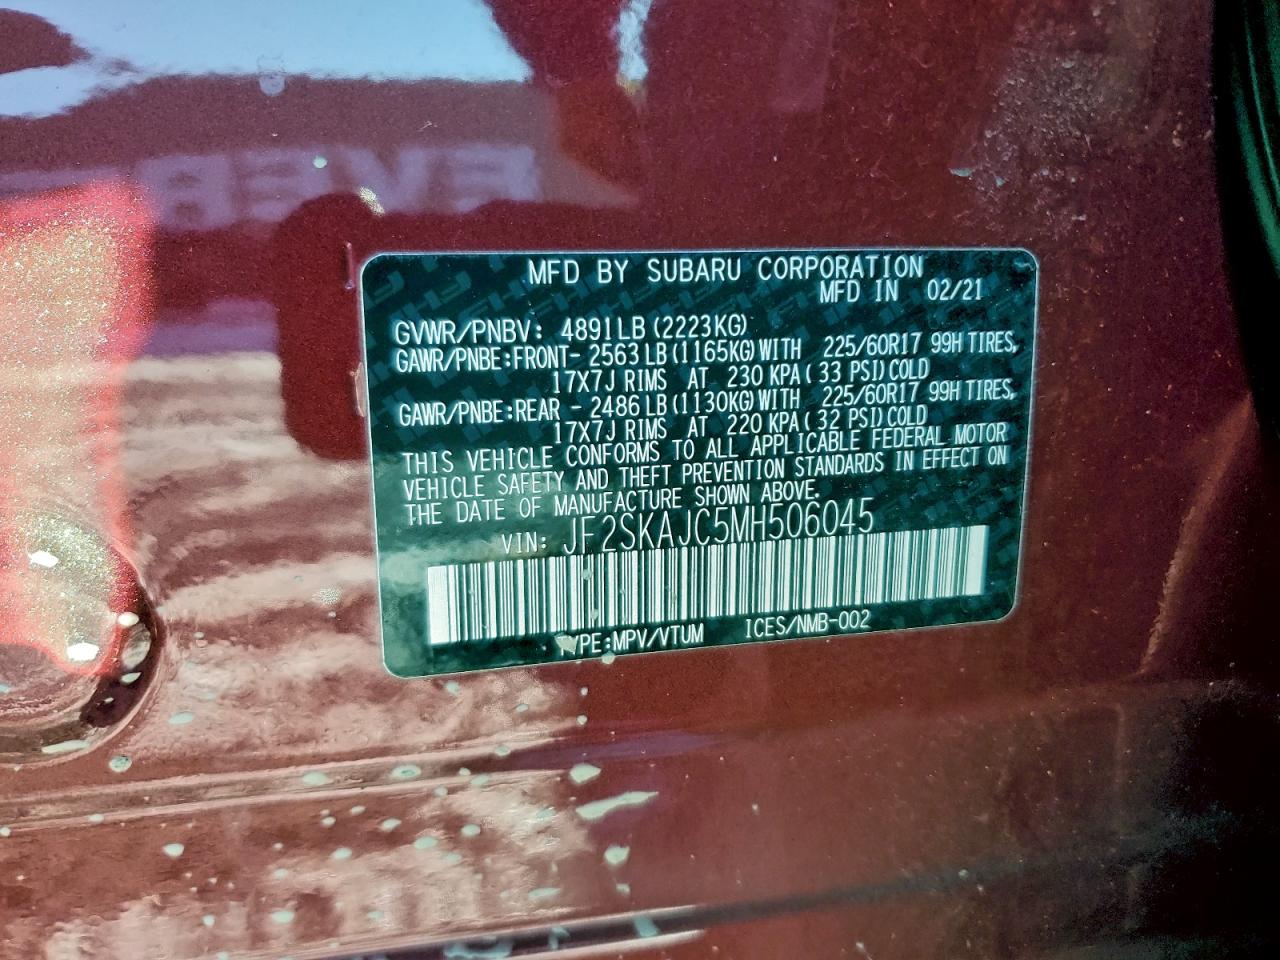 MFD BY SUBARU CORPORATION
MFD IN 02/21
GVWR/PNBV: 4891LB(2223KG)
GAWR/PNBE:FRONT- 2563LB(1165KG)WITH 225/60R17 99H TIRES,
17X7J RIMS AT 230 KPA(33 PSI)COLD
GAWR/PNBE:REAR - 2486LB(1130KG)WITH 225/60R17 99H TIRES,
17X7J RIMS AT 220 KPA(32 PSI)COLD
THIS VEHICLE CONFORMS TO ALL APPLICABLE FEDERAL MOTOR
VEHICLE SAFETY AND THEFT PREVENTION STANDARDS IN EFFECT ON
THE DATE OF MANUFACTURE SHOWN ABOVE.
VIN: JF2SKAJC5MH506045
TYPE:MPV/VTUM ICES/NMB-002